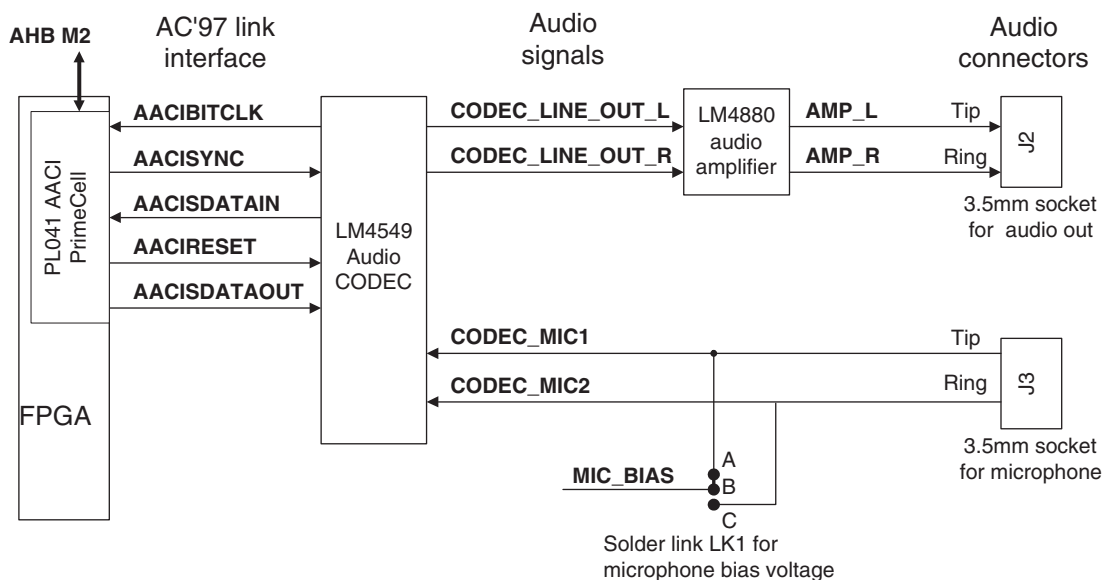 AHB M2
AC'97 link
interface
Audio
signals
Audio
connectors
PL041 AACI
PrimeCell
FPGA
AACIBITCLK
AACISYNC
AACISDATAIN
AACIRESET
AACISDATAOUT
LM4549
Audio
CODEC
CODEC_LINE_OUT_L
CODEC_LINE_OUT_R
LM4880
audio
amplifier
AMP_L
AMP_R
Tip
Ring
J2
3.5mm socket
for audio out
CODEC_MIC1
CODEC_MIC2
Tip
Ring
J3
3.5mm socket
for microphone
MIC_BIAS
A
B
C
Solder link LK1 for
microphone bias voltage